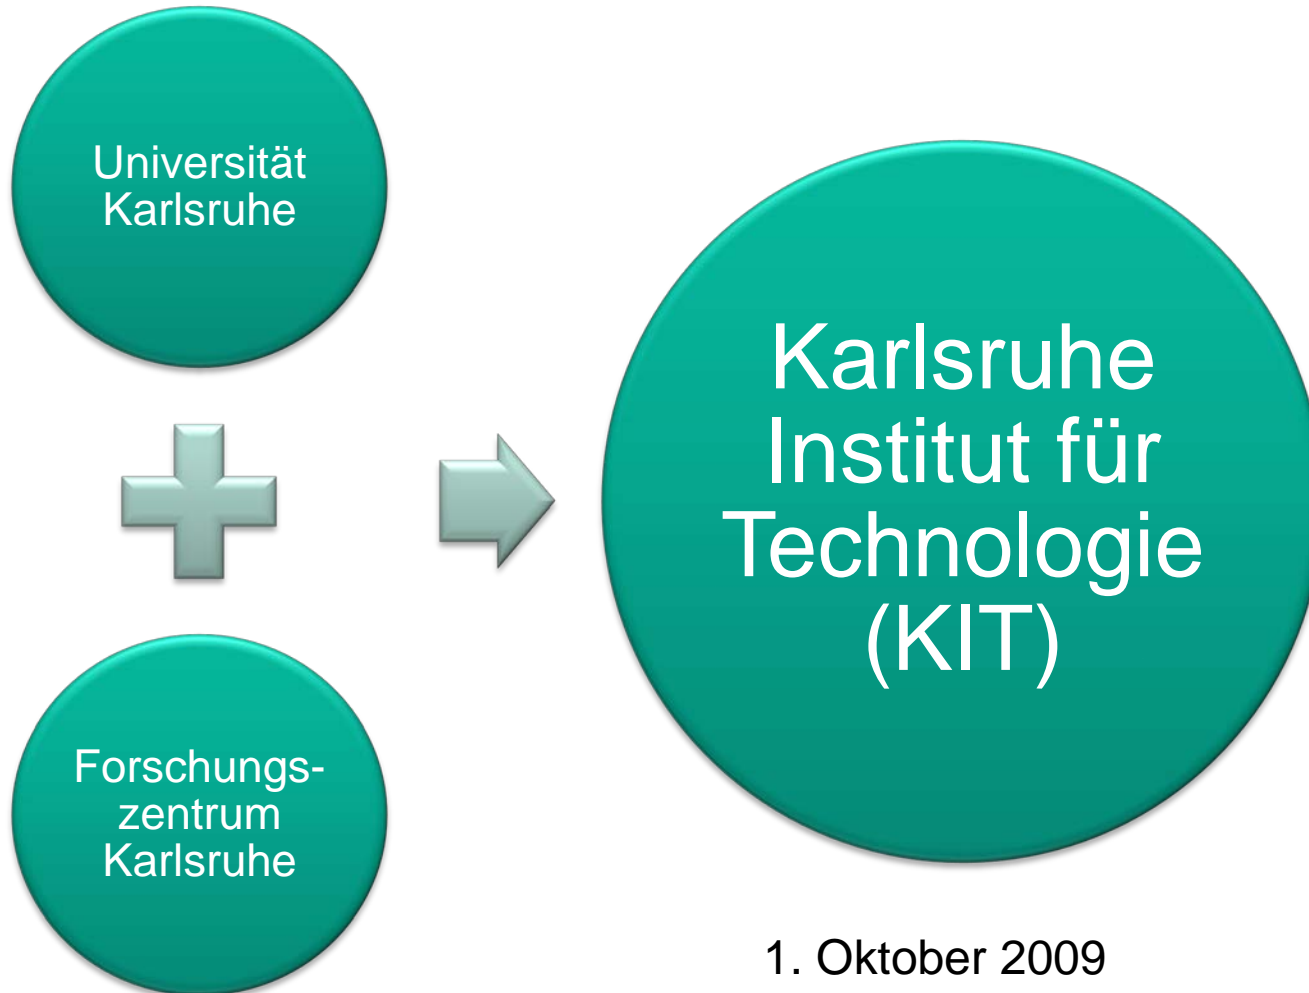 Universität
Karlsruhe
Forschungs-
zentrum
Karlsruhe
Karlsruhe
Institut für
Technologie
(KIT)
1. Oktober 2009